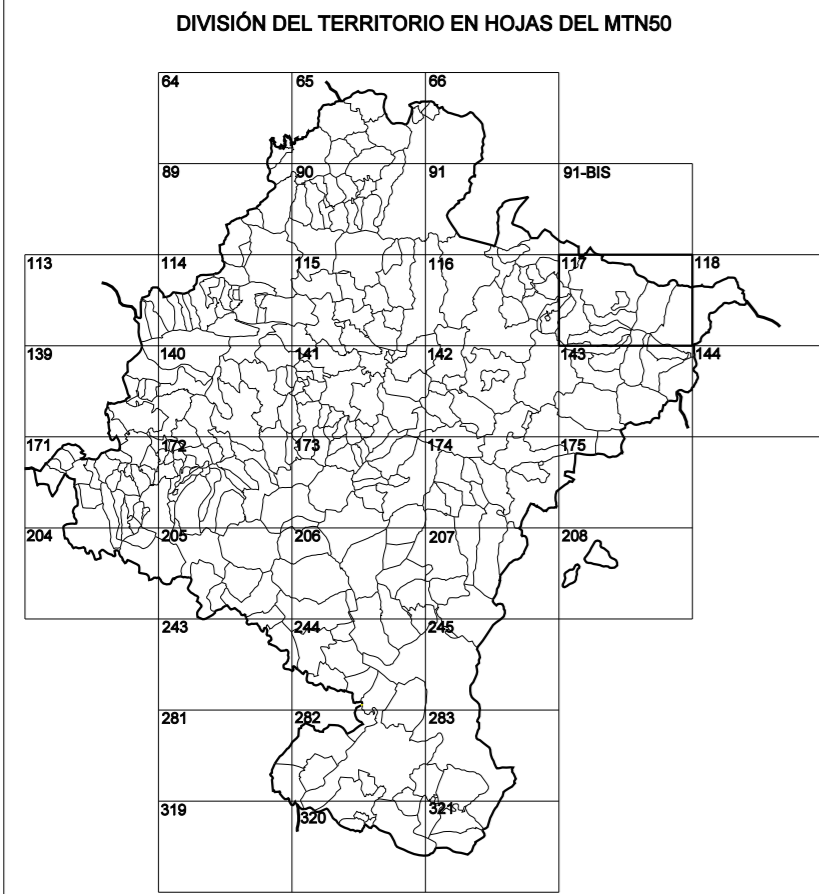 DIVISIÓN DEL TERRITORIO EN HOJAS DEL MTN50
64 65 66
89 90 91 91-BIS
113 114 115 116 117 118
139 140 141 142 143 144
171 172 173 174 175
204 205 206 207 208
243 244 245
281 282 283
319 320 321